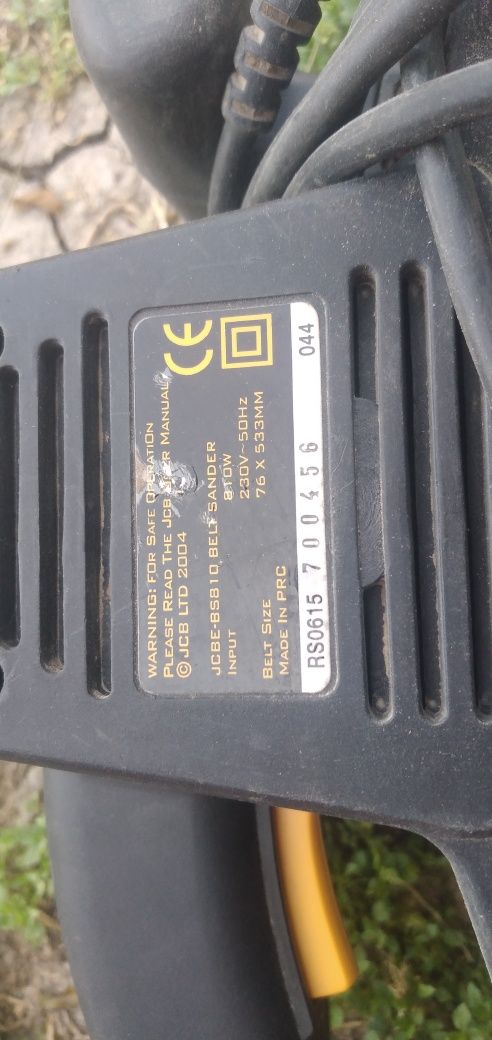 WARNING: FOR SAFE OPERATION
PLEASE READ THE JCB USER MANUAL
© JCB LTD 2004
CE
JCBE-BS810 BELT SANDER
INPUT 810W
230V~50HZ
BELT SIZE 76 X 533MM
MADE IN PRC
RS0615 700456 044